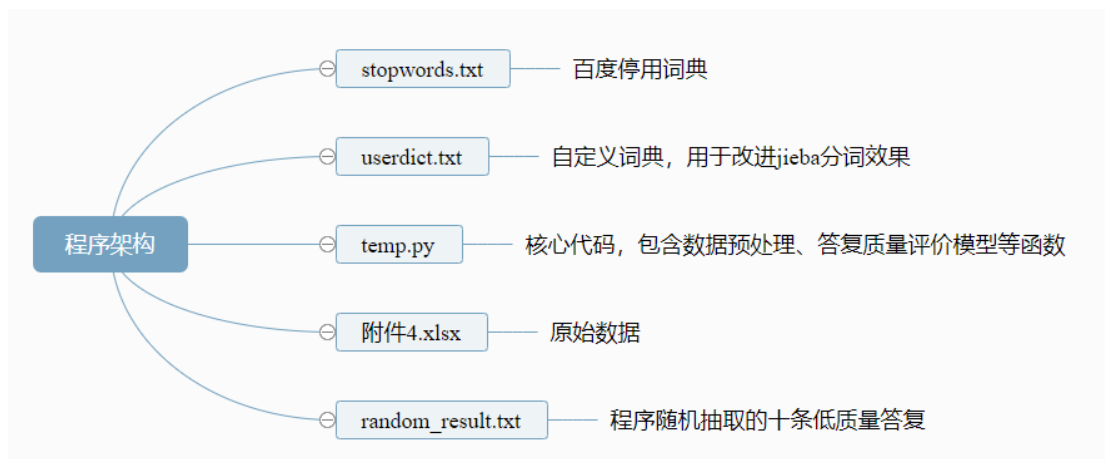 stopwords.txt 百度停用词典
userdict.txt 自定义词典，用于改进jieba分词效果
程序架构
temp.py 核心代码，包含数据预处理、答复质量评价模型等函数
附件4.xlsx 原始数据
random_result.txt 程序随机抽取的十条低质量答复